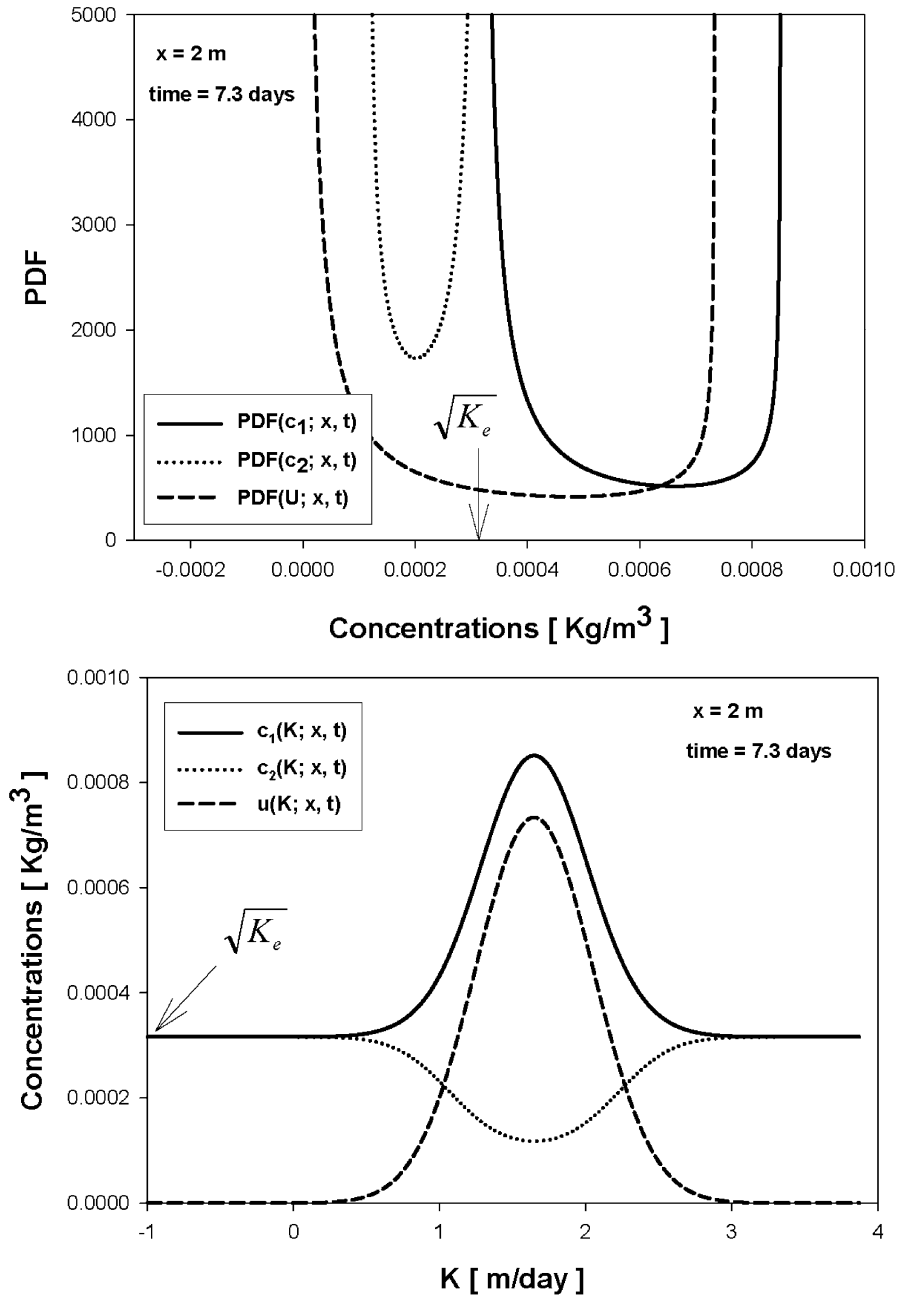 5000
4000
3000
2000
1000
0
PDF
x = 2 m
time = 7.3 days
PDF(c₁; x, t)
PDF(c₂; x, t)
PDF(U; x, t)
√Kₑ
-0.0002
0.0000
0.0002
0.0004
0.0006
0.0008
0.0010
Concentrations [ Kg/m³ ]
0.0010
0.0008
0.0006
0.0004
0.0002
0.0000
Concentrations [ Kg/m³ ]
c₁(K; x, t)
c₂(K; x, t)
u(K; x, t)
x = 2 m
time = 7.3 days
√Kₑ
-1
0
1
2
3
4
K [ m/day ]